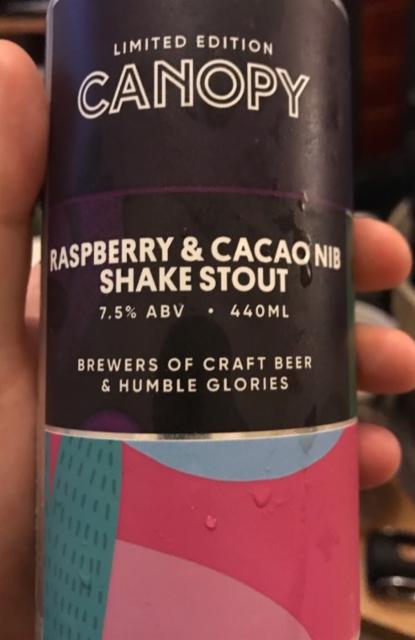 LIMITED EDITION
CANOPY
RASPBERRY & CACAO NIB
SHAKE STOUT
7.5% ABV • 440ML
BREWERS OF CRAFT BEER
& HUMBLE GLORIES